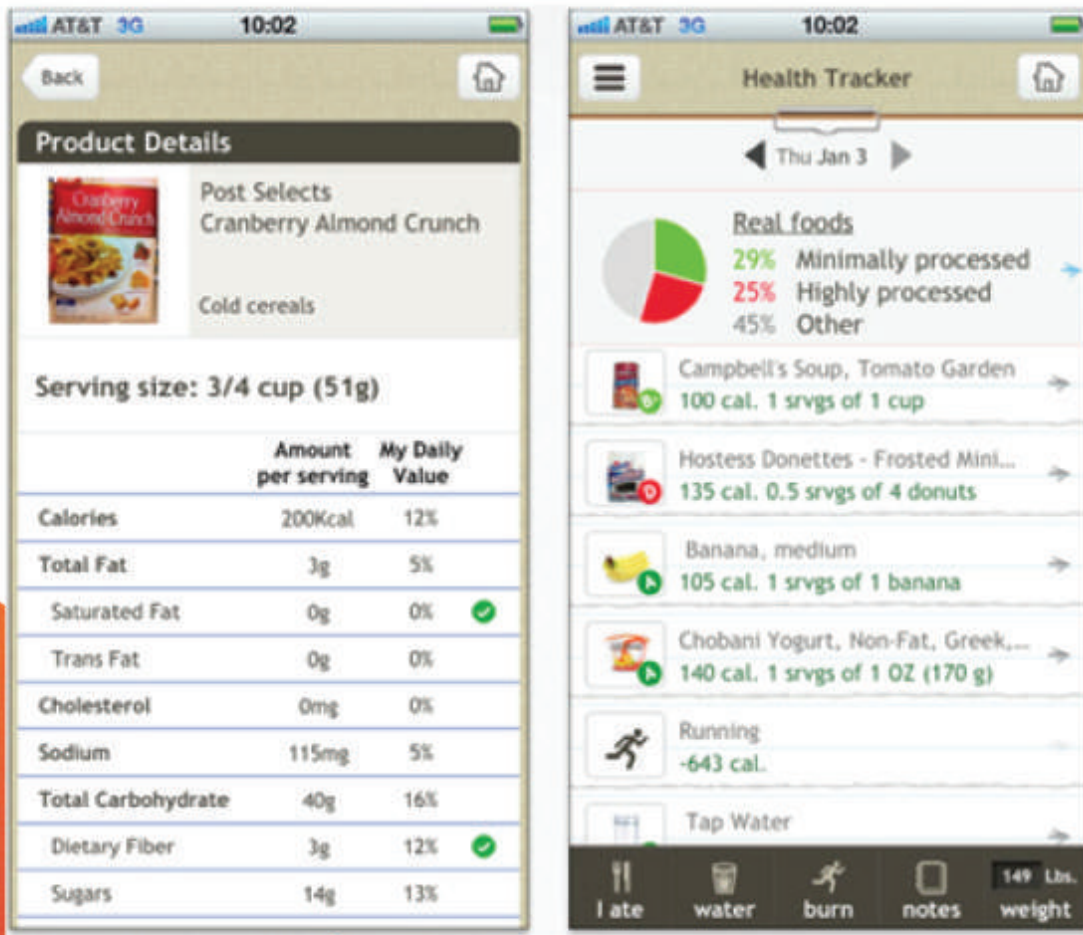 AT&T 3G 10:02
Back
Product Details
Cranberry
Almond Crunch
Post Selects
Cranberry Almond Crunch
Cold cereals
Serving size: 3/4 cup (51g)
Amount per serving My Daily Value
Calories 200Kcal 12%
Total Fat 3g 5%
Saturated Fat 0g 0%
Trans Fat 0g 0%
Cholesterol 0mg 0%
Sodium 115mg 5%
Total Carbohydrate 40g 16%
Dietary Fiber 3g 12%
Sugars 14g 13%
AT&T 3G 10:02
Health Tracker
Thu Jan 3
Real foods
29% Minimally processed
25% Highly processed
45% Other
Campbell's Soup, Tomato Garden
100 cal. 1 srvgs of 1 cup
Hostess Donettes - Frosted Mini...
D
135 cal. 0.5 srvgs of 4 donuts
Banana, medium
A
105 cal. 1 srvgs of 1 banana
Chobani Yogurt, Non-Fat, Greek,...
A
140 cal. 1 srvgs of 1 OZ (170 g)
Running
-643 cal.
Tap Water
149 Lbs.
I ate water burn notes weight